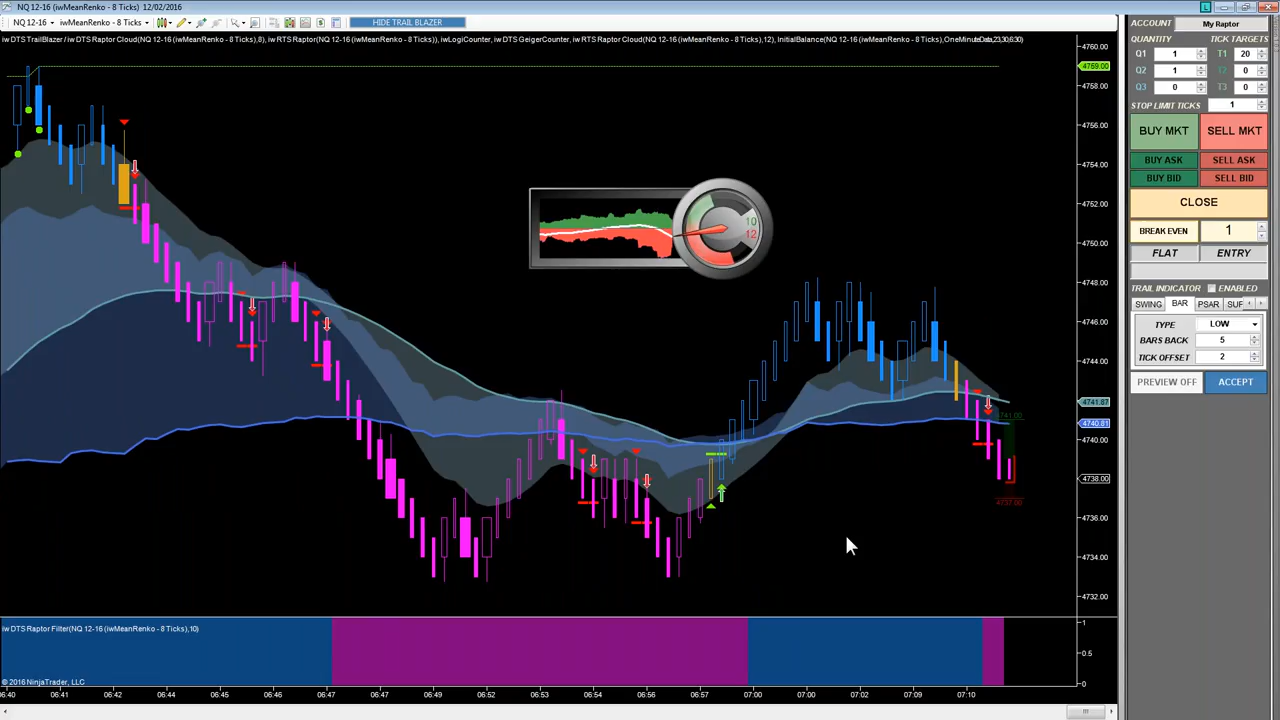 NQ 12-16 (iwMeanRenko - 8 Ticks) 12/02/2016
L
NQ 12-16
iwMeanRenko - 8 Ticks
HIDE TRAIL BLAZER
iw DTS TrailBlazer / iw DTS Raptor Cloud(NQ 12-16 (iwMeanRenko - 8 Ticks),8), iw RTS Raptor(NQ 12-16 (iwMeanRenko - 8 Ticks)), iwLogiCounter, iw DTS GeigerCounter, iw RTS Raptor Cloud(NQ 12-16 (iwMeanRenko - 8 Ticks),12), InitialBalance(NQ 12-16 (iwMeanRenko - 8 Ticks),OneMinute
4760.00
4759.00
4758.00
4756.00
4754.00
4752.00
4750.00
4748.00
4746.00
4744.00
4741.87
4740.81
4740.00
4738.00
4736.00
4734.00
4732.00
10
12
4741.00
4737.00
iw DTS Raptor Filter(NQ 12-16 (iwMeanRenko - 8 Ticks),10)
1
0.5
0
© 2016 NinjaTrader, LLC
06:40 06:41 06:42 06:44 06:45 06:46 06:47 06:47 06:49 06:51 06:53 06:54 06:56 06:57 07:00 07:02 07:09 07:10
ACCOUNT My Raptor
QUANTITY TICK TARGETS
Q1 1 T1 20
Q2 1 T2 0
Q3 0 T3 0
STOP LIMIT TICKS 1
BUY MKT SELL MKT
BUY ASK SELL ASK
BUY BID SELL BID
CLOSE
BREAK EVEN 1
FLAT ENTRY
TRAIL INDICATOR ENABLED
SWING BAR PSAR SUF
TYPE LOW
BARS BACK 5
TICK OFFSET 2
PREVIEW OFF ACCEPT